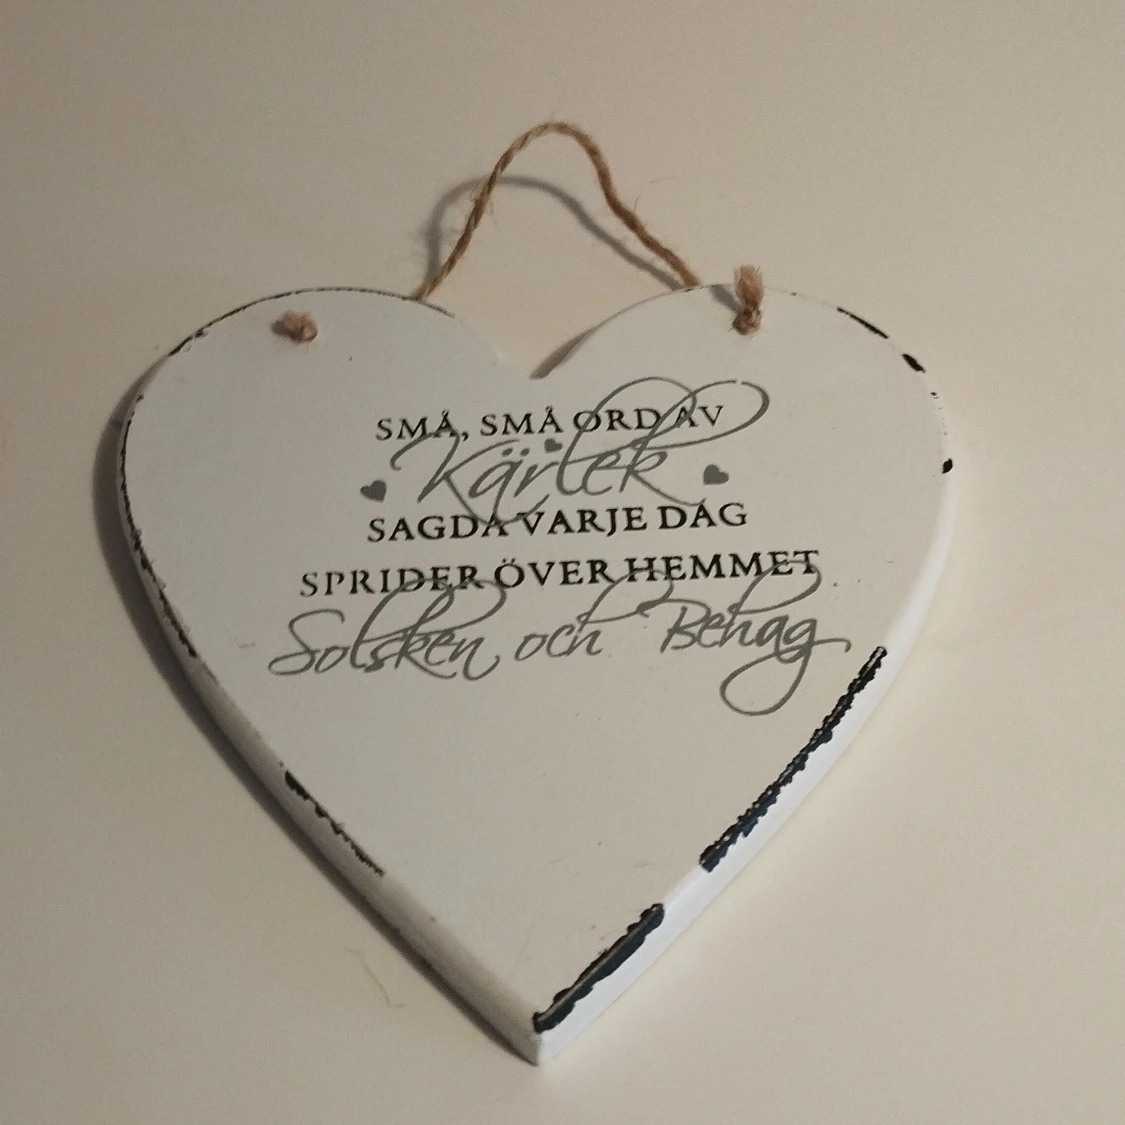 SMÅ, SMÅ ORD AV
Kärlek
SAGDA VARJE DAG
SPRIDER ÖVER HEMMET
Solsken och Behag